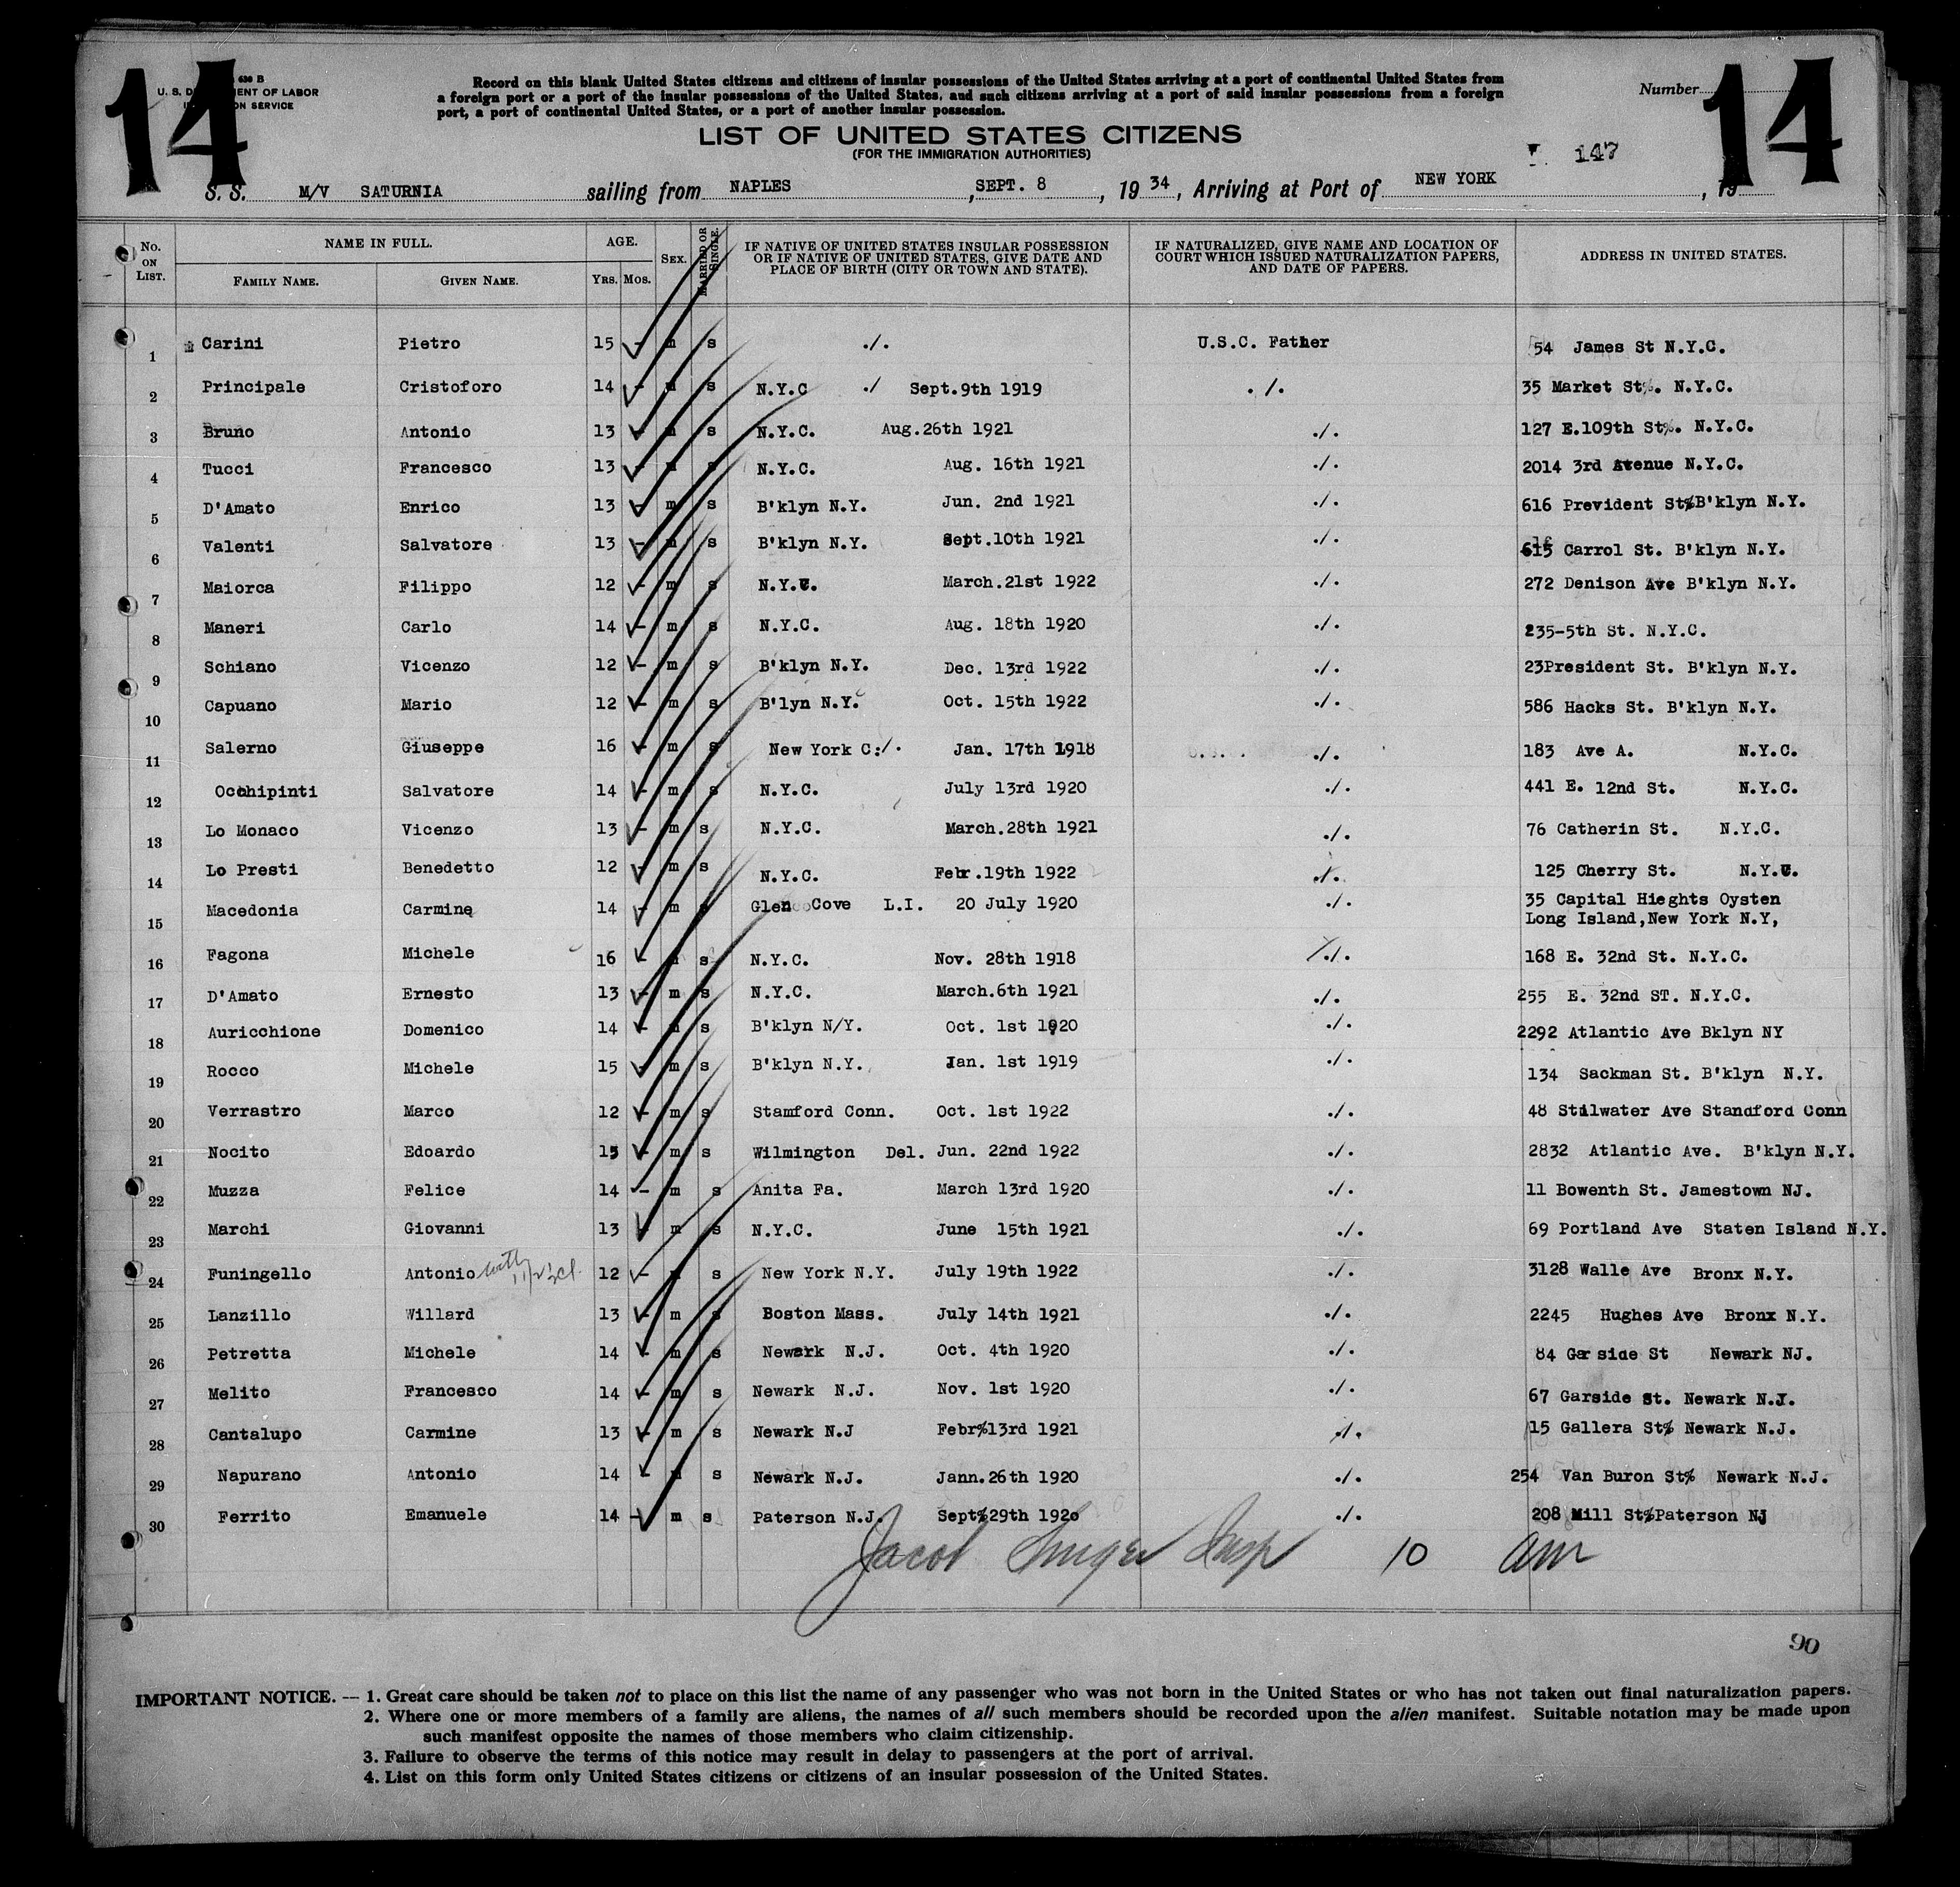 14
630 B
U. S. D ENT OF LABOR
ON SERVICE
Record on this blank United States citizens and citizens of insular possessions of the United States arriving at a port of continental United States from
a foreign port or a port of the insular possessions of the United States, and such citizens arriving at a port of said insular possessions from a foreign
port, a port of continental United States, or a port of another insular possession.
Number
14
LIST OF UNITED STATES CITIZENS
(FOR THE IMMIGRATION AUTHORITIES)
147
S. S. M/V SATURNIA sailing from NAPLES, SEPT. 8, 19 34, Arriving at Port of NEW YORK, 19
No. ON LIST. NAME IN FULL. AGE. SEX. MARRIED OR SINGLE. IF NATIVE OF UNITED STATES INSULAR POSSESSION OR IF NATIVE OF UNITED STATES, GIVE DATE AND PLACE OF BIRTH (CITY OR TOWN AND STATE). IF NATURALIZED, GIVE NAME AND LOCATION OF COURT WHICH ISSUED NATURALIZATION PAPERS, AND DATE OF PAPERS. ADDRESS IN UNITED STATES.
FAMILY NAME. GIVEN NAME. YRS. MOS.
1 Carini Pietro 15 - m s ./. U.S.C. Father 54 James St N.Y.C.
2 Principale Cristoforo 14 - m s N.Y.C ./ Sept.9th 1919 ./. 35 Market St%. N.Y.C.
3 Bruno Antonio 13 - m s N.Y.C. Aug.26th 1921 ./. 127 E.109th St%. N.Y.C.
4 Tucci Francesco 13 - m s N.Y.C. Aug. 16th 1921 ./. 2014 3rd Avenue N.Y.C.
5 D'Amato Enrico 13 - m s B'klyn N.Y. Jun. 2nd 1921 ./. 616 Prevident St%B'klyn N.Y.
6 Valenti Salvatore 13 - m s B'klyn N.Y. Sept.10th 1921 ./. 615 Carrol St. B'klyn N.Y.
7 Maiorca Filippo 12 - m s N.Y.C. March.21st 1922 ./. 272 Denison Ave B'klyn N.Y.
8 Maneri Carlo 14 - m s N.Y.C. Aug. 18th 1920 ./. 235-5th St. N.Y.C.
9 Schiano Vicenzo 12 - m s B'klyn N.Y. Dec. 13rd 1922 ./. 23President St. B'klyn N.Y.
10 Capuano Mario 12 - m s B'lyn N.Y. Oct. 15th 1922 ./. 586 Hacks St. B'klyn N.Y.
11 Salerno Giuseppe 16 - m s New York C:/. Jan. 17th 1918 ./. 183 Ave A. N.Y.C.
12 Occhipinti Salvatore 14 - m s N.Y.C. July 13rd 1920 ./. 441 E. 12nd St. N.Y.C.
13 Lo Monaco Vicenzo 13 - m s N.Y.C. March.28th 1921 ./. 76 Catherin St. N.Y.C.
14 Lo Presti Benedetto 12 - m s N.Y.C. Febr.19th 1922 ./. 125 Cherry St. N.Y.C.
15 Macedonia Carmine 14 - m s Glen Cove L.I. 20 July 1920 ./. 35 Capital Hieghts Oysten
Long Island,New York N.Y,
16 Fagona Michele 16 - m s N.Y.C. Nov. 28th 1918 ./. 168 E. 32nd St. N.Y.C.
17 D'Amato Ernesto 13 - m s N.Y.C. March.6th 1921 ./. 255 E. 32nd ST. N.Y.C.
18 Auricchione Domenico 14 - m s B'klyn N/Y. Oct. 1st 1920 ./. 2292 Atlantic Ave Bklyn NY
19 Rocco Michele 15 - m s B'klyn N.Y. Jan. 1st 1919 ./. 134 Sackman St. B'klyn N.Y.
20 Verrastro Marco 12 - m s Stamford Conn. Oct. 1st 1922 ./. 48 Stilwater Ave Standford Conn
21 Nocito Edoardo 15 - m s Wilmington Del. Jun. 22nd 1922 ./. 2832 Atlantic Ave. B'klyn N.Y.
22 Muzza Felice 14 - m s Anita Fa. March 13rd 1920 ./. 11 Bowenth St. Jamestown NJ.
23 Marchi Giovanni 13 - m s N.Y.C. June 15th 1921 ./. 69 Portland Ave Staten Island N.Y.
24 Funingello Antonio 12 - m s New York N.Y. July 19th 1922 ./. 3128 Walle Ave Bronx N.Y.
25 Lanzillo Willard 13 - m s Boston Mass. July 14th 1921 ./. 2245 Hughes Ave Bronx N.Y.
26 Petretta Michele 14 - m s Newark N.J. Oct. 4th 1920 ./. 84 Garside St Newark NJ.
27 Melito Francesco 14 - m s Newark N.J. Nov. 1st 1920 ./. 67 Garside St. Newark N.J.
28 Cantalupo Carmine 13 - m s Newark N.J Febr%13rd 1921 ./. 15 Gallera St% Newark N.J.
29 Napurano Antonio 14 - m s Newark N.J. Jann.26th 1920 ./. 254 Van Buron St% Newark N.J.
30 Ferrito Emanuele 14 - m s Paterson N.J. Sept%29th 1920 ./. 208 Mill St%Paterson NJ
Jacob Insp 10 am
90
IMPORTANT NOTICE. — 1. Great care should be taken not to place on this list the name of any passenger who was not born in the United States or who has not taken out final naturalization papers.
2. Where one or more members of a family are aliens, the names of all such members should be recorded upon the alien manifest. Suitable notation may be made upon
such manifest opposite the names of those members who claim citizenship.
3. Failure to observe the terms of this notice may result in delay to passengers at the port of arrival.
4. List on this form only United States citizens or citizens of an insular possession of the United States.